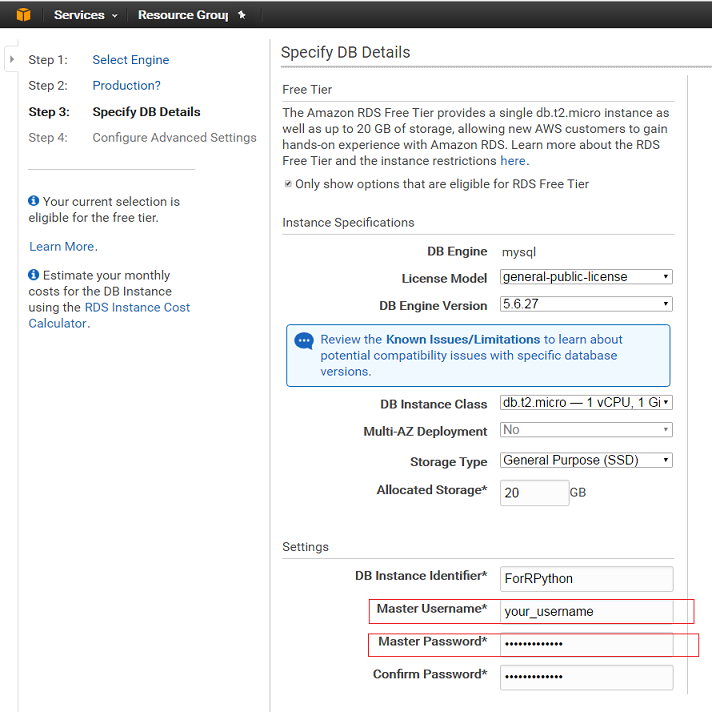 Services
Resource Group
Step 1: Select Engine
Step 2: Production?
Step 3: Specify DB Details
Step 4: Configure Advanced Settings
Your current selection is
eligible for the free tier.
Learn More.
Estimate your monthly
costs for the DB Instance
using the RDS Instance Cost
Calculator.
Specify DB Details
Free Tier
The Amazon RDS Free Tier provides a single db.t2.micro instance as
well as up to 20 GB of storage, allowing new AWS customers to gain
hands-on experience with Amazon RDS. Learn more about the RDS
Free Tier and the instance restrictions here.
Only show options that are eligible for RDS Free Tier
Instance Specifications
DB Engine mysql
License Model general-public-license
DB Engine Version 5.6.27
Review the Known Issues/Limitations to learn about
potential compatibility issues with specific database
versions.
DB Instance Class db.t2.micro — 1 vCPU, 1 Gi
Multi-AZ Deployment No
Storage Type General Purpose (SSD)
Allocated Storage* 20 GB
Settings
DB Instance Identifier* ForRPython
Master Username* your_username
Master Password* •••••••••••••
Confirm Password* •••••••••••••